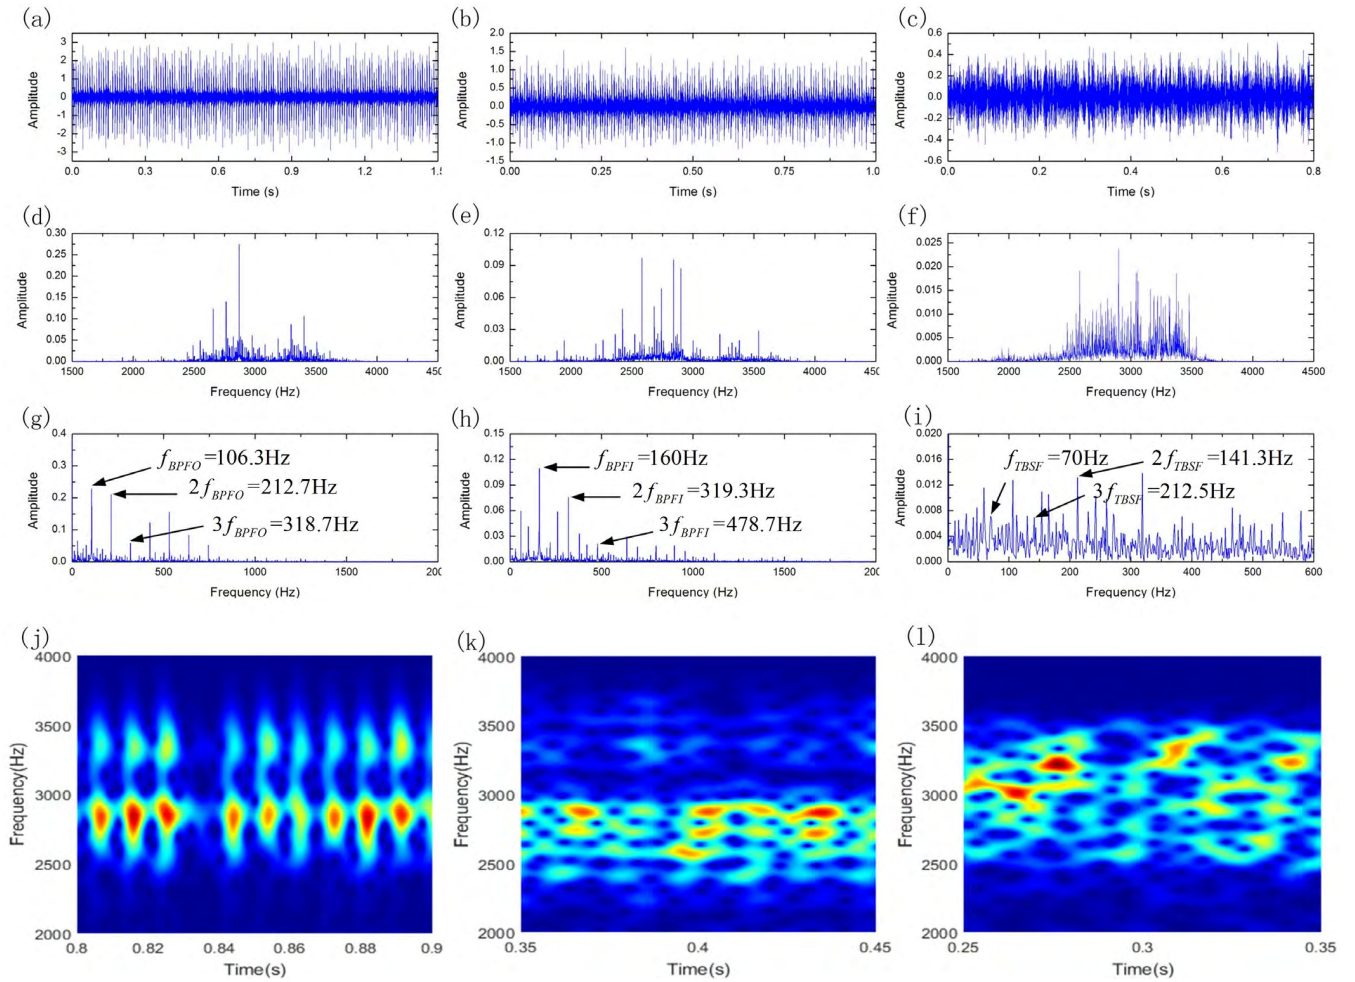 (a) (b) (c)
3 2 1 0 -1 -2 -3
Amplitude
0.0 0.3 0.6 0.9 1.2 1.5
Time (s)
2.0 1.5 1.0 0.5 0.0 -0.5 -1.0 -1.5
Amplitude
0.0 0.25 0.50 0.75 1.0
Time (s)
0.6 0.4 0.2 0.0 -0.2 -0.4 -0.6
Amplitude
0.0 0.2 0.4 0.6 0.8
Time (s)
(d) (e) (f)
0.30 0.25 0.20 0.15 0.10 0.05 0.00
Amplitude
1500 2000 2500 3000 3500 4000 450
Frequency (Hz)
0.12 0.09 0.06 0.03 0.00
Amplitude
1500 2000 2500 3000 3500 4000 450
Frequency (Hz)
0.025 0.020 0.015 0.010 0.005 0.000
Amplitude
1500 2000 2500 3000 3500 4000 4500
Frequency (Hz)
(g) (h) (i)
0.4 0.3 0.2 0.1 0.0
Amplitude
f_BPFO=106.3Hz
2f_BPFO=212.7Hz
3f_BPFO=318.7Hz
0 500 1000 1500 200
Frequency (Hz)
0.15 0.12 0.09 0.06 0.03 0.00
Amplitude
f_BPFI=160Hz
2f_BPFI=319.3Hz
3f_BPFI=478.7Hz
0 500 1000 1500 200
Frequency (Hz)
0.020 0.016 0.012 0.008 0.004 0.000
Amplitude
f_TBSF=70Hz
2f_TBSF=141.3Hz
3f_TBSF=212.5Hz
0 100 200 300 400 500 600
Frequency (Hz)
(j) (k) (l)
4000 3500 3000 2500 2000
Frequency(Hz)
0.8 0.82 0.84 0.86 0.88 0.9
Time(s)
4000 3500 3000 2500 2000
Frequency(Hz)
0.35 0.4 0.45
Time(s)
4000 3500 3000 2500 2000
Frequency(Hz)
0.25 0.3 0.35
Time(s)